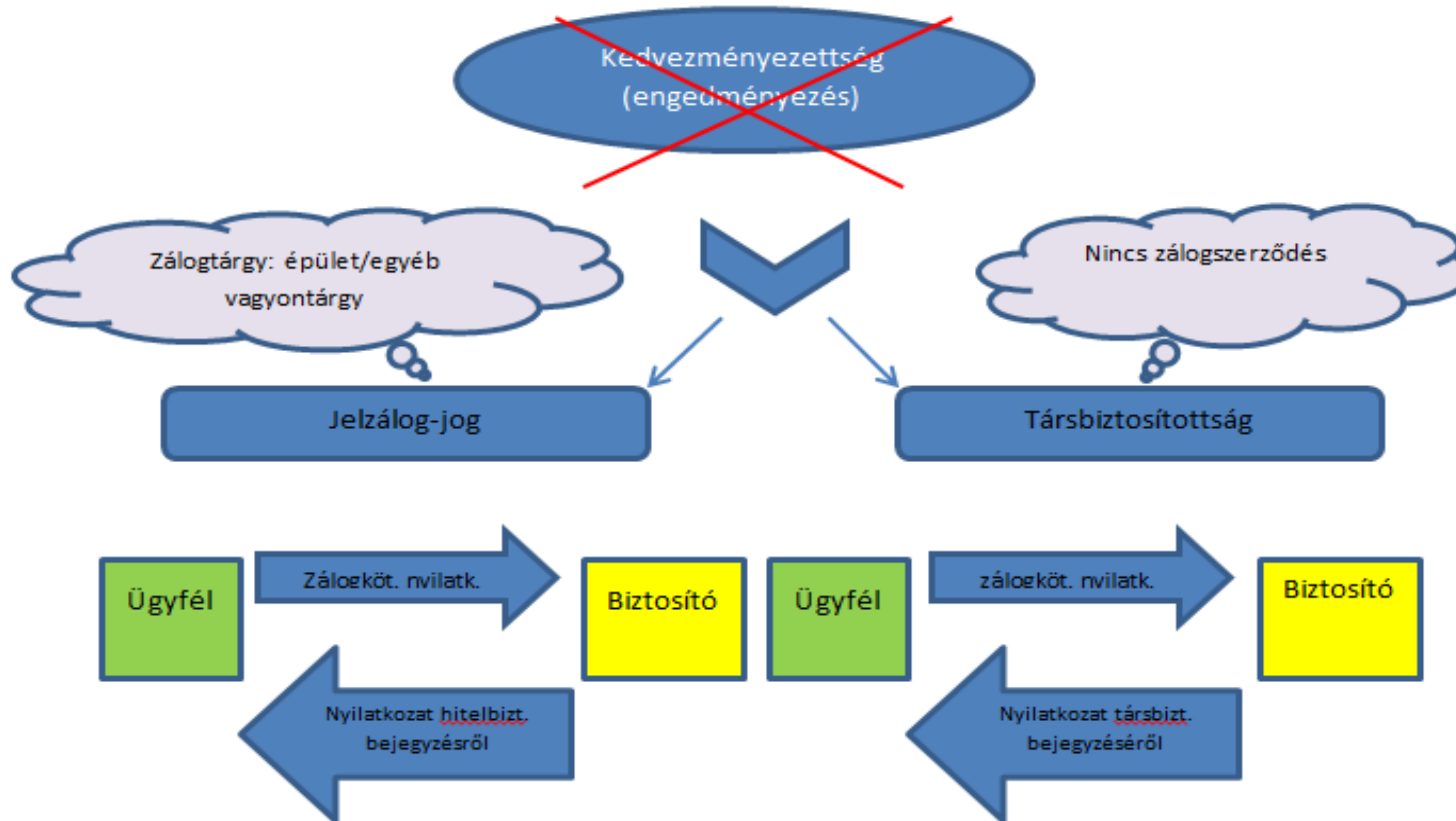 Kedvezményezettség
(engedményezés)
Zálogtárgy: épület/egyéb
vagyontárgy
Nincs zálogszerződés
Jelzálog-jog
Társbiztosítottság
Ügyfél
Zálogköt. nyilatk.
Biztosító
Ügyfél
zálogköt. nyilatk.
Biztosító
Nyilatkozat hitelbizt.
bejegyzésről
Nyilatkozat társbizt.
bejegyzéséről